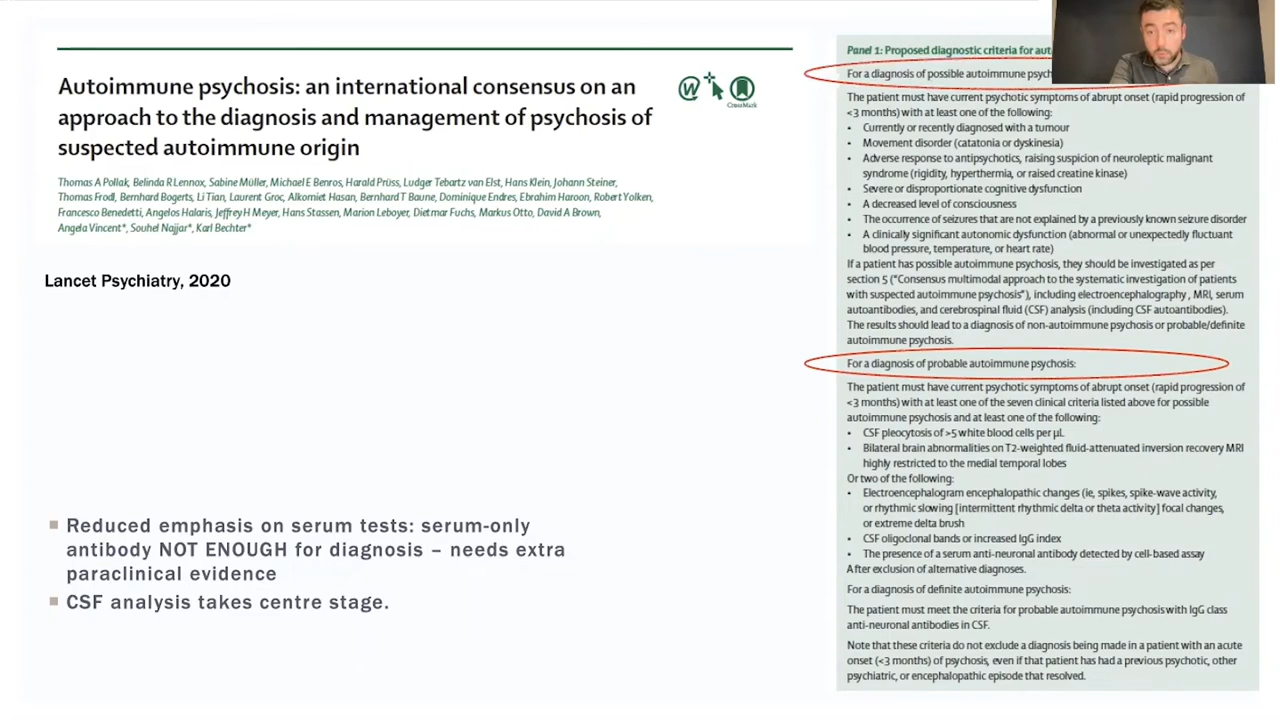 Autoimmune psychosis: an international consensus on an
approach to the diagnosis and management of psychosis of
suspected autoimmune origin
CrossMark
Thomas A Pollak, Belinda R Lennox, Sabine Müller, Michael E Benros, Harald Prüss, Ludger Tebartz van Elst, Hans Klein, Johann Steiner,
Thomas Frodl, Bernhard Bogerts, Li Tian, Laurent Groc, Alkomiet Hasan, Bernhard T Baune, Dominique Endres, Ebrahim Haroon, Robert Yolken,
Francesco Benedetti, Angelos Halaris, Jeffrey H Meyer, Hans Stassen, Marion Leboyer, Dietmar Fuchs, Markus Otto, David A Brown,
Angela Vincent*, Souhel Najjar*, Karl Bechter*
Lancet Psychiatry, 2020
Reduced emphasis on serum tests: serum-only
antibody NOT ENOUGH for diagnosis – needs extra
paraclinical evidence
CSF analysis takes centre stage.
Panel 1: Proposed diagnostic criteria for
For a diagnosis of possible autoimmune
The patient must have current psychotic symptoms of abrupt onset (rapid progression of
<3 months) with at least one of the following:
• Currently or recently diagnosed with a tumour
• Movement disorder (catatonia or dyskinesia)
• Adverse response to antipsychotics, raising suspicion of neuroleptic malignant
syndrome (rigidity, hyperthermia, or raised creatine kinase)
• Severe or disproportionate cognitive dysfunction
• A decreased level of consciousness
• The occurrence of seizures that are not explained by a previously known seizure disorder
• A clinically significant autonomic dysfunction (abnormal or unexpectedly fluctuant
blood pressure, temperature, or heart rate)
If a patient has possible autoimmune psychosis, they should be investigated as per
section 5 ("Consensus multimodal approach to the systematic investigation of patients
with suspected autoimmune psychosis"), including electroencephalography, MRI, serum
autoantibodies, and cerebrospinal fluid (CSF) analysis (including CSF autoantibodies).
The results should lead to a diagnosis of non-autoimmune psychosis or probable/definite
autoimmune psychosis.
For a diagnosis of probable autoimmune psychosis:
The patient must have current psychotic symptoms of abrupt onset (rapid progression of
<3 months) with at least one of the seven clinical criteria listed above for possible
autoimmune psychosis and at least one of the following:
• CSF pleocytosis of >5 white blood cells per µL
• Bilateral brain abnormalities on T2-weighted fluid-attenuated inversion recovery MRI
highly restricted to the medial temporal lobes
Or two of the following:
• Electroencephalogram encephalopathic changes (ie, spikes, spike-wave activity,
or rhythmic slowing [intermittent rhythmic delta or theta activity] focal changes,
or extreme delta brush
• CSF oligoclonal bands or increased IgG index
• The presence of a serum anti-neuronal antibody detected by cell-based assay
After exclusion of alternative diagnoses.
For a diagnosis of definite autoimmune psychosis:
The patient must meet the criteria for probable autoimmune psychosis with IgG class
anti-neuronal antibodies in CSF.
Note that these criteria do not exclude a diagnosis being made in a patient with an acute
onset (<3 months) of psychosis, even if that patient has had a previous psychotic, other
psychiatric, or encephalopathic episode that resolved.